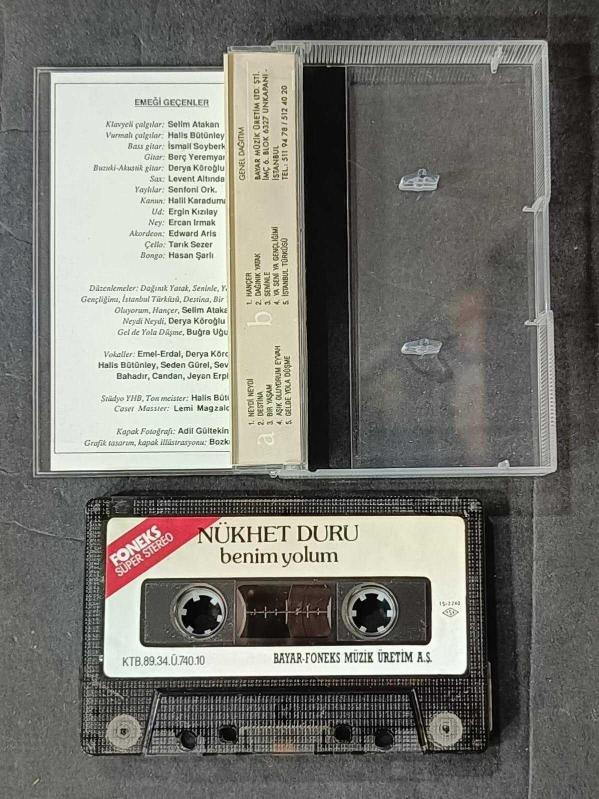 EMEĞİ GEÇENLER
Klavyeli çalgılar: Selim Atakan
Vurmalı çalgılar: Halis Bütünley
Bass gitar: İsmail Soyberk
Gitar: Berç Yeremyan
Buzuki-Akustik gitar: Derya Köroğlu
Sax: Levent Altında
Yaylılar: Senfoni Ork.
Kanun: Halil Karaduma
Ud: Ergin Kızılay
Ney: Ercan Irmak
Akordeon: Edward Aris
Çello: Tarık Sezer
Bongo: Hasan Şarlı
Düzenlemeler: Dağınık Yatak, Seninle, Y
Gençliğimi, İstanbul Türküsü, Destina, Bir
Oluyorum, Hançer, Selim Ataka
Neydi Neydi, Derya Köroğlu
Gel de Yola Düşme, Buğra Uğu
Vokaller: Emel-Erdal, Derya Körd
Halis Bütünley, Seden Gürel, Sev
Bahadır, Candan, Jeyan Erpi
Stüdyo YHB, Ton meister: Halis Büt
Caset Masster: Lemi Magzalc
Kapak Fotoğrafı: Adil Gültekin
Grafik tasarım, kapak illüstrasyonu: Bozk
GENEL DAĞITIM
BAYAR MÜZİK ÜRETİM LTD. ŞTİ.
İMÇ 6. BLOK 6327 UNKAPANI -
İSTANBUL
TEL.: 511 94 78 / 512 40 20
b
1. HANÇER
2. DAĞINIK YATAK
3. SENİNLE
4. YA SENİ YA GENÇLİĞİMİ
5. İSTANBUL TÜRKÜSÜ
a
1. NEYDİ NEYDİ
2. DESTİNA
3. BİR YAŞAM
4. AŞIK OLUYORUM EYVAH
5. GELDE YOLA DÜŞME
FONEKS
SÜPER STEREO
NÜKHET DURU
benim yolum
1S-2240
TSE
KTB.89.34.Ü.740.10
BAYAR-FONEKS MÜZİK ÜRETİM A.Ş.